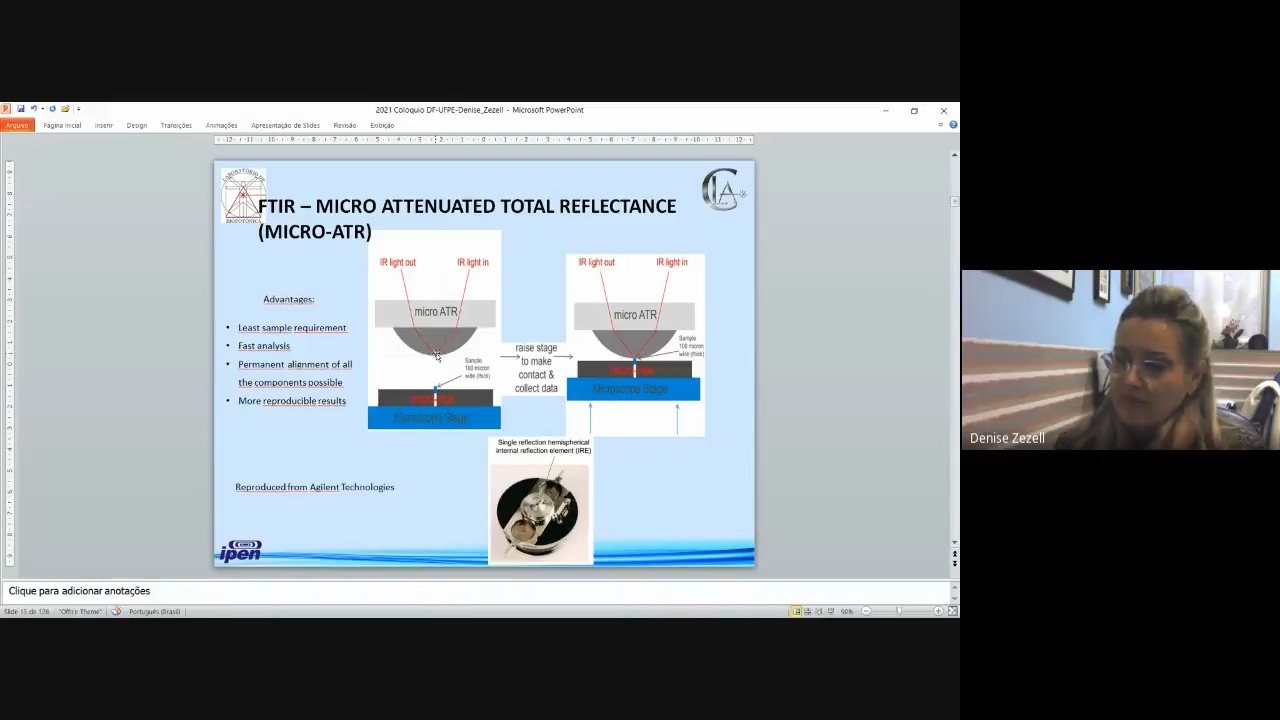 2021 Coloquio DF-UFPE-Denise_Zezell - Microsoft PowerPoint
Arquivo Página Inicial Inserir Design Transições Animações Apresentação de Slides Revisão Exibição
LABORATÓRIO DE
BIOFOTÔNICA
CLA
FTIR – MICRO ATTENUATED TOTAL REFLECTANCE
(MICRO-ATR)
Advantages:
• Least sample requirement
• Fast analysis
• Permanent alignment of all
the components possible
• More reproducible results
IR light out IR light in
micro ATR
Sample
100 micron
wide (thick)
Microscope Stage
raise stage
to make
contact &
collect data
IR light out IR light in
micro ATR
Sample
100 micron
wide (thick)
Microscope Stage
Single reflection hemispherical
internal reflection element (IRE)
Reproduced from Agilent Technologies
ipen
Clique para adicionar anotações
Slide 13 de 126 "Office Theme" Português (Brasil) 90%
Denise Zezell